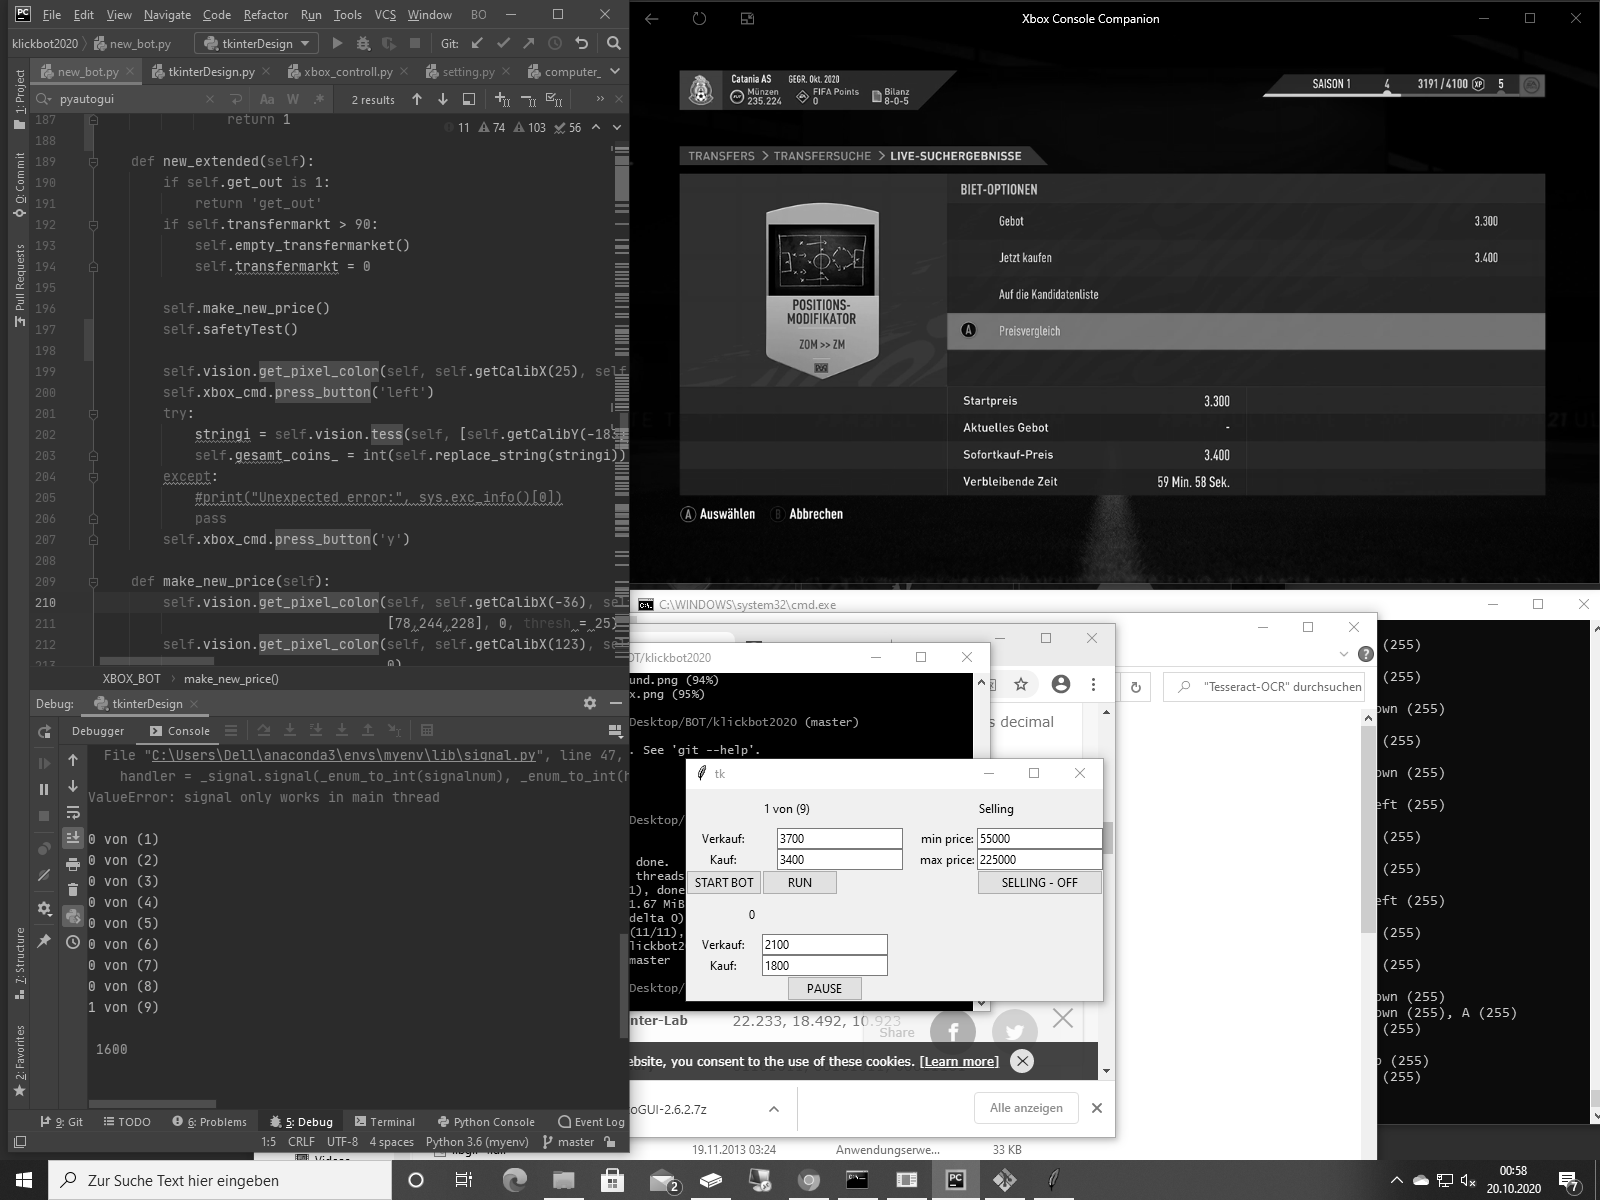 File Edit View Navigate Code Refactor Run Tools VCS Window BO
klickbot2020 new_bot.py tkinterDesign Git:
new_bot.py tkinterDesign.py xbox_controll.py setting.py computer_
pyautogui Aa W .* 2 results
11 74 103 56
1: Project
0: Commit
Pull Requests
7: Structure
2: Favorites
187 return 1
188
189 def new_extended(self):
190 if self.get_out is 1:
191 return 'get_out'
192 if self.transfermarkt > 90:
193 self.empty_transfermarket()
194 self.transfermarkt = 0
195
196 self.make_new_price()
197 self.safetyTest()
198
199 self.vision.get_pixel_color(self, self.getCalibX(25), self
200 self.xbox_cmd.press_button('left')
201 try:
202 stringi = self.vision.tess(self, [self.getCalibY(-183)
203 self.gesamt_coins_ = int(self.replace_string(stringi))
204 except:
205 #print("Unexpected error:", sys.exc_info()[0])
206 pass
207 self.xbox_cmd.press_button('y')
208
209 def make_new_price(self):
210 self.vision.get_pixel_color(self, self.getCalibX(-36), sel
211 [78,244,228], 0, thresh = 25)
212 self.vision.get_pixel_color(self, self.getCalibX(123), sel
213 0)
XBOX_BOT make_new_price()
Debug: tkinterDesign
Debugger Console
File "C:\Users\Dell\anaconda3\envs\myenv\lib\signal.py", line 47,
handler = _signal.signal(_enum_to_int(signalnum), _enum_to_int(h
ValueError: signal only works in main thread
0 von (1)
0 von (2)
0 von (3)
0 von (4)
0 von (5)
0 von (6)
0 von (7)
0 von (8)
1 von (9)
1600
9: Git TODO 6: Problems 5: Debug Terminal Python Console Event Log
1:5 CRLF UTF-8 4 spaces Python 3.6 (myenv) master
Xbox Console Companion
Catania AS GEGR. Okt. 2020
Münzen 235.224 FIFA Points 0 Bilanz 8-0-5
SAISON 1 4 3191 / 4100 XP 5
TRANSFERS > TRANSFERSUCHE > LIVE-SUCHERGEBNISSE
POSITIONS-
MODIFIKATOR
ZOM >> ZM
BIET-OPTIONEN
Gebot 3.300
Jetzt kaufen 3.400
Auf die Kandidatenliste
A Preisvergleich
Startpreis 3.300
Aktuelles Gebot -
Sofortkauf-Preis 3.400
Verbleibende Zeit 59 Min. 58 Sek.
A Auswählen B Abbrechen
C:\WINDOWS\system32\cmd.exe
OT/klickbot2020
und.png (94%)
x.png (95%)
Desktop/BOT/klickbot2020 (master)
. See 'git --help'.
Desktop/
done.
threads
1), done
1.67 MiB
delta 0)
(11/11),
lickbot20
master
Desktop/
tk
1 von (9) Selling
Verkauf: 3700 min price: 55000
Kauf: 3400 max price: 225000
START BOT RUN SELLING - OFF
0
Verkauf: 2100
Kauf: 1800
PAUSE
"Tesseract-OCR" durchsuchen
s decimal
nter-Lab 22.233, 18.492, 10.923
Share
ebsite, you consent to the use of these cookies. [Learn more]
oGUI-2.6.2.7z
Alle anzeigen
19.11.2013 03:24 Anwendungserwe... 33 KB
(255)
(255)
own (255)
(255)
own (255)
eft (255)
(255)
own (255)
eft (255)
(255)
(255)
own (255)
own (255), A (255)
(255)
o (255)
(255)
Zur Suche Text hier eingeben
2
00:58
20.10.2020
7